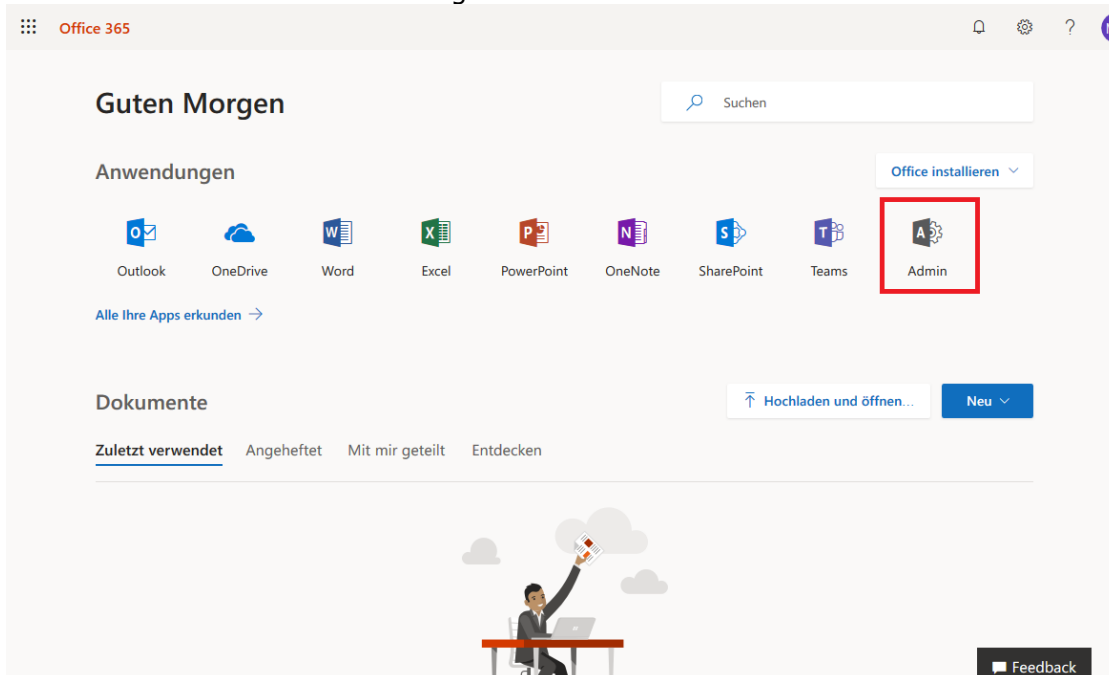 Office 365
?
Guten Morgen
Suchen
Anwendungen
Office installieren
Outlook
OneDrive
Word
Excel
PowerPoint
OneNote
SharePoint
Teams
Admin
Alle Ihre Apps erkunden →
Dokumente
Hochladen und öffnen...
Neu
Zuletzt verwendet
Angeheftet
Mit mir geteilt
Entdecken
Feedback